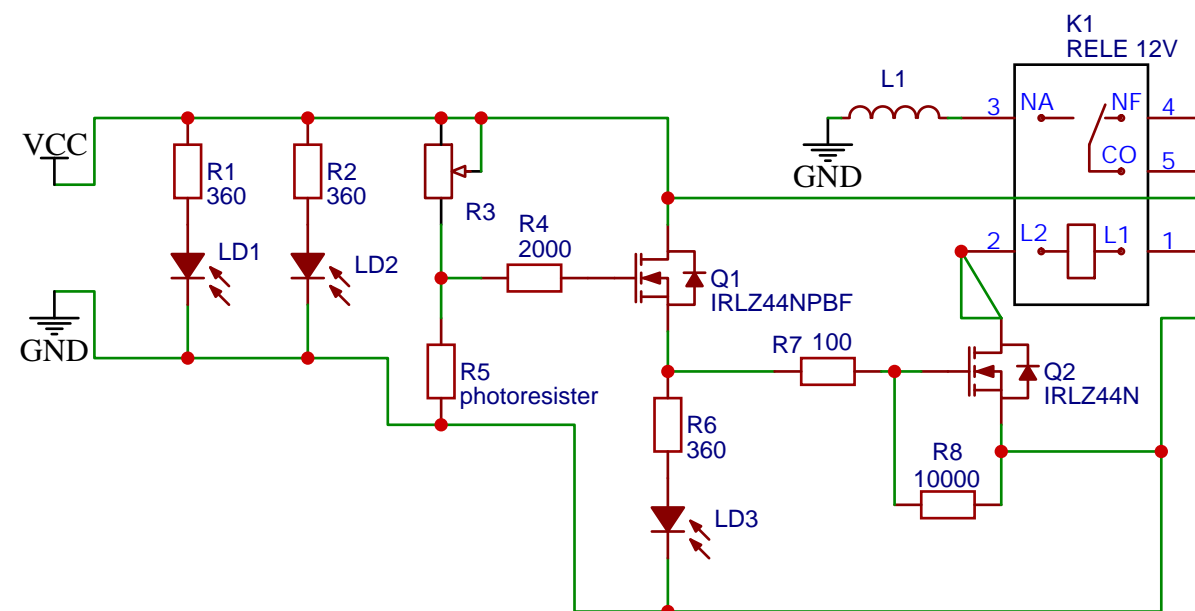 K1
RELE 12V
L1
3
NA
NF
4
VCC
CO
5
GND
R1
360
R2
360
R3
R4
2000
2
L2
L1
1
LD1
LD2
Q1
IRLZ44NPBF
GND
R7
100
Q2
IRLZ44N
R5
photoresister
R6
360
R8
10000
LD3